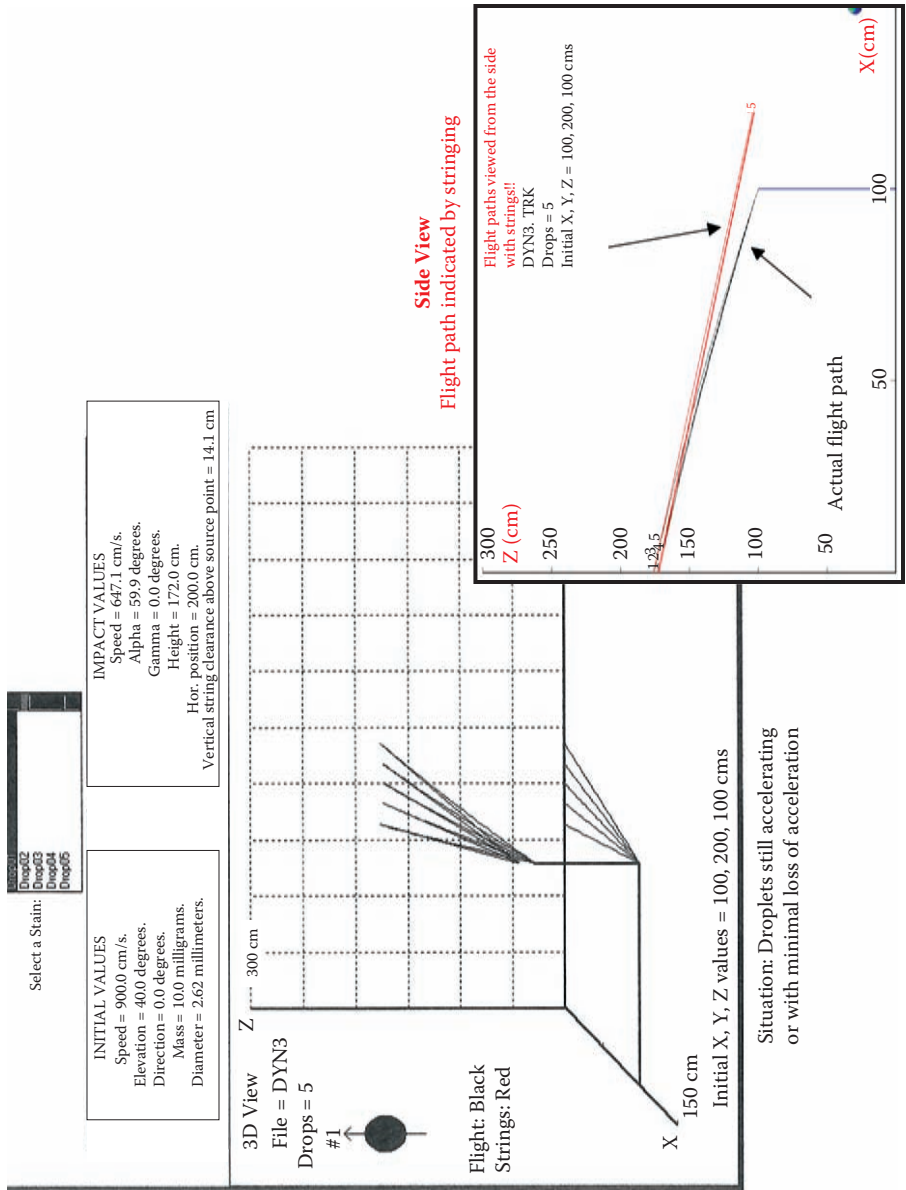 Select a Stain:
Drop02
Drop03
Drop04
Drop05
INITIAL VALUES
Speed = 900.0 cm/s.
Elevation = 40.0 degrees.
Direction = 0.0 degrees.
Mass = 10.0 milligrams.
Diameter = 2.62 millimeters.
IMPACT VALUES
Speed = 647.1 cm/s.
Alpha = 59.9 degrees.
Gamma = 0.0 degrees.
Height = 172.0 cm.
Hor. position = 200.0 cm.
Vertical string clearance above source point = 14.1 cm
3D View
File = DYN3
Drops = 5
#1
Flight: Black
Strings: Red
Z
300 cm
X
150 cm
Initial X, Y, Z values = 100, 200, 100 cms
Situation: Droplets still accelerating
or with minimal loss of acceleration
Side View
Flight path indicated by stringing
300
Z (cm)
250
200
150
100
50
Flight paths viewed from the side
with strings!!
DYN3. TRK
Drops = 5
Initial X, Y, Z = 100, 200, 100 cms
5
Actual flight path
50
100
X(cm)